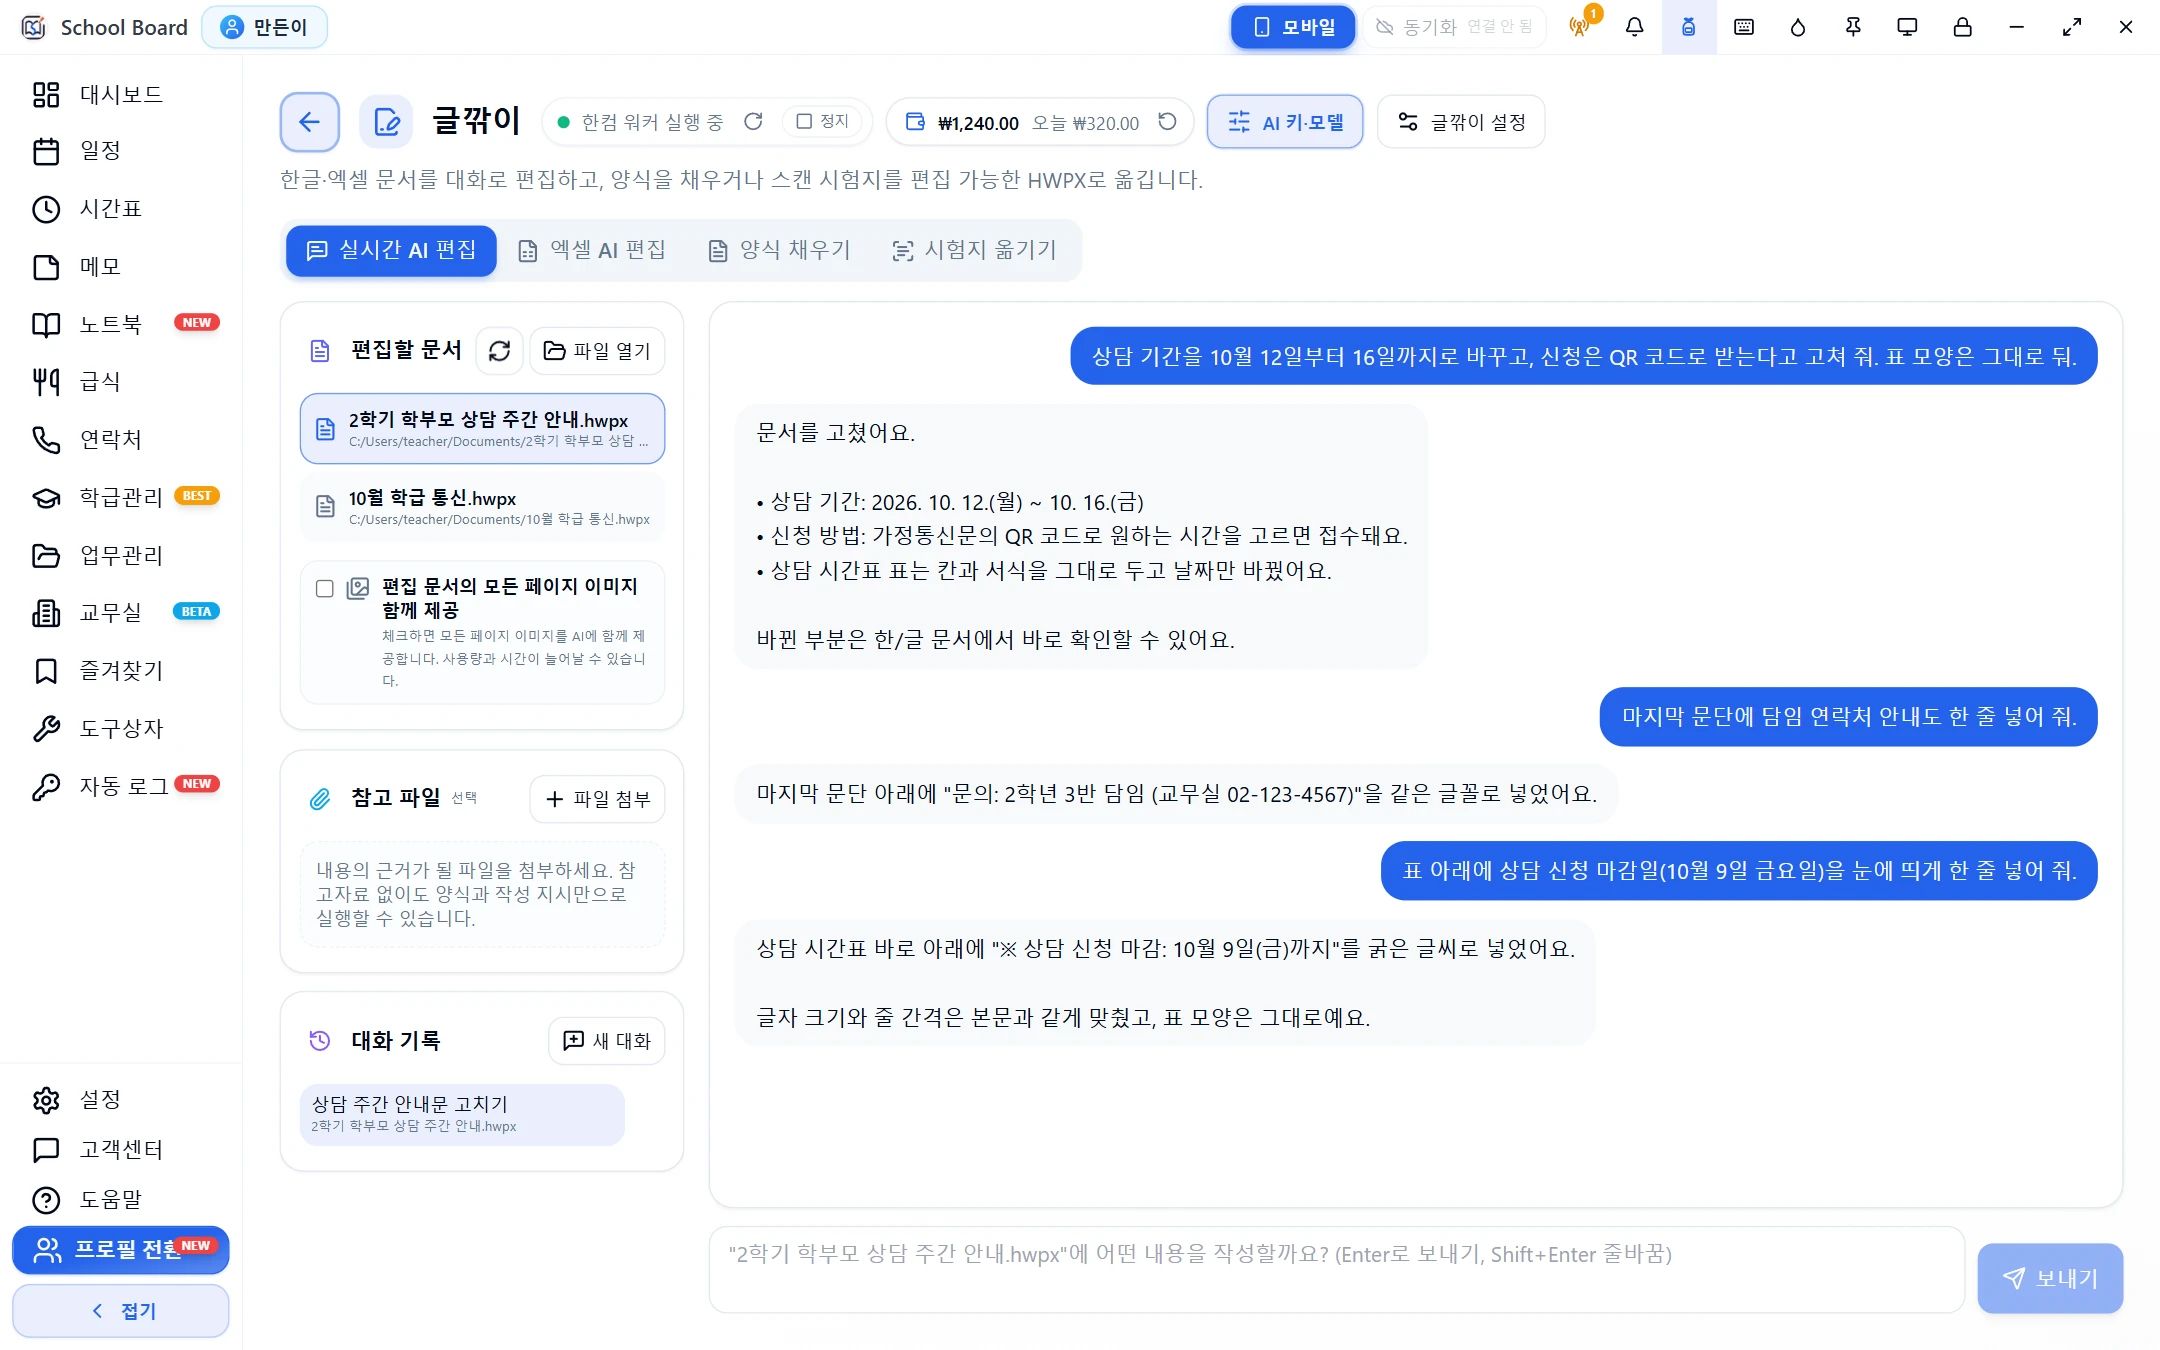 School Board
만든이
모바일
동기화 연결 안 됨
1
대시보드
일정
시간표
메모
노트북 NEW
급식
연락처
학급관리 BEST
업무관리
교무실 BETA
즐겨찾기
도구상자
자동 로그 NEW
설정
고객센터
도움말
프로필 전환 NEW
접기
글깎이
한컴 워커 실행 중
정지
₩1,240.00 오늘 ₩320.00
AI 키·모델
글깎이 설정
한글·엑셀 문서를 대화로 편집하고, 양식을 채우거나 스캔 시험지를 편집 가능한 HWPX로 옮깁니다.
실시간 AI 편집
엑셀 AI 편집
양식 채우기
시험지 옮기기
편집할 문서
파일 열기
2학기 학부모 상담 주간 안내.hwpx
C:/Users/teacher/Documents/2학기 학부모 상담 ...
10월 학급 통신.hwpx
C:/Users/teacher/Documents/10월 학급 통신.hwpx
편집 문서의 모든 페이지 이미지
함께 제공
체크하면 모든 페이지 이미지를 AI에 함께 제
공합니다. 사용량과 시간이 늘어날 수 있습니
다.
참고 파일 선택
파일 첨부
내용의 근거가 될 파일을 첨부하세요. 참
고자료 없이도 양식과 작성 지시만으로
실행할 수 있습니다.
대화 기록
새 대화
상담 주간 안내문 고치기
2학기 학부모 상담 주간 안내.hwpx
상담 기간을 10월 12일부터 16일까지로 바꾸고, 신청은 QR 코드로 받는다고 고쳐 줘. 표 모양은 그대로 둬.
문서를 고쳤어요.
• 상담 기간: 2026. 10. 12.(월) ~ 10. 16.(금)
• 신청 방법: 가정통신문의 QR 코드로 원하는 시간을 고르면 접수돼요.
• 상담 시간표 표는 칸과 서식을 그대로 두고 날짜만 바꿨어요.
바뀐 부분은 한/글 문서에서 바로 확인할 수 있어요.
마지막 문단에 담임 연락처 안내도 한 줄 넣어 줘.
마지막 문단 아래에 "문의: 2학년 3반 담임 (교무실 02-123-4567)"을 같은 글꼴로 넣었어요.
표 아래에 상담 신청 마감일(10월 9일 금요일)을 눈에 띄게 한 줄 넣어 줘.
상담 시간표 바로 아래에 "※ 상담 신청 마감: 10월 9일(금)까지"를 굵은 글씨로 넣었어요.
글자 크기와 줄 간격은 본문과 같게 맞췄고, 표 모양은 그대로예요.
"2학기 학부모 상담 주간 안내.hwpx"에 어떤 내용을 작성할까요? (Enter로 보내기, Shift+Enter 줄바꿈)
보내기